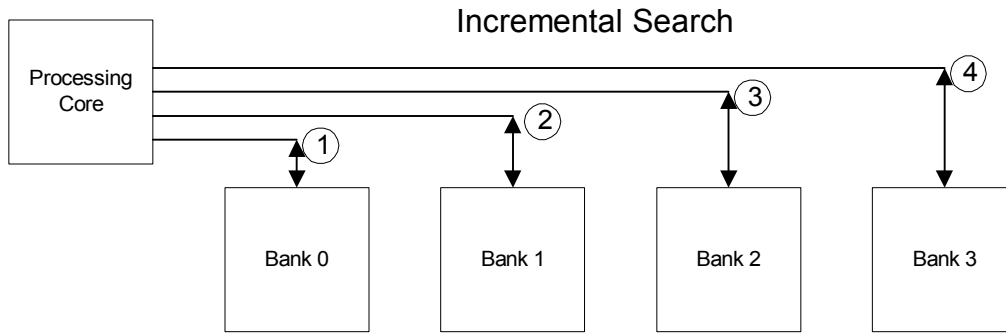 Incremental Search
Processing
Core
4
3
2
1
Bank 0
Bank 1
Bank 2
Bank 3